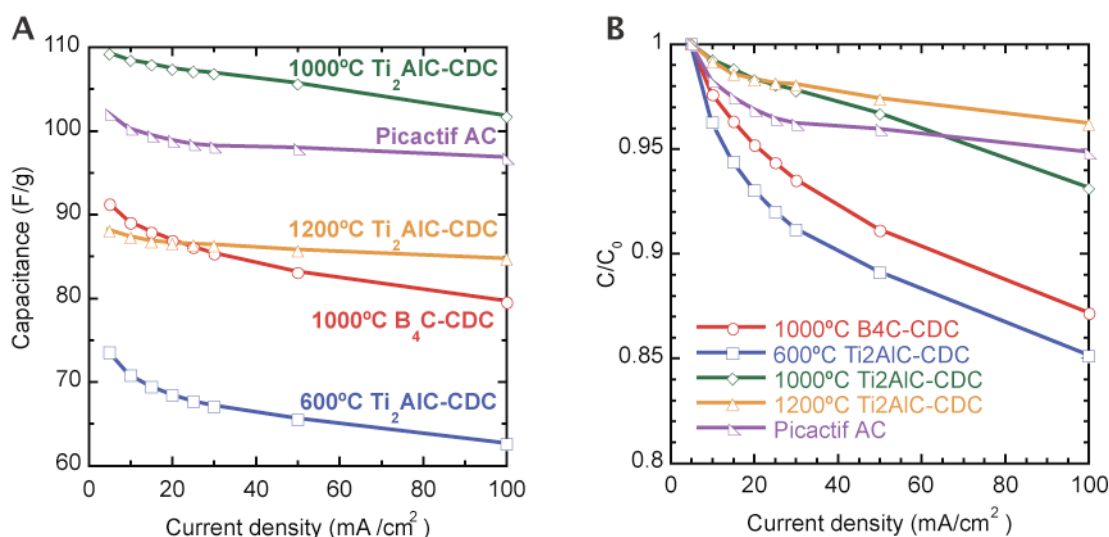 A
110
100
90
80
70
60
Capacitance (F/g)
1000ºC Ti2AlC-CDC
Picactif AC
1200ºC Ti2AlC-CDC
1000ºC B4C-CDC
600ºC Ti2AlC-CDC
0 20 40 60 80 100
Current density (mA /cm2)
B
1
0.95
0.9
0.85
0.8
C/Co
1000ºC B4C-CDC
600ºC Ti2AlC-CDC
1000ºC Ti2AlC-CDC
1200ºC Ti2AlC-CDC
Picactif AC
0 20 40 60 80 100
Current density (mA/cm2)